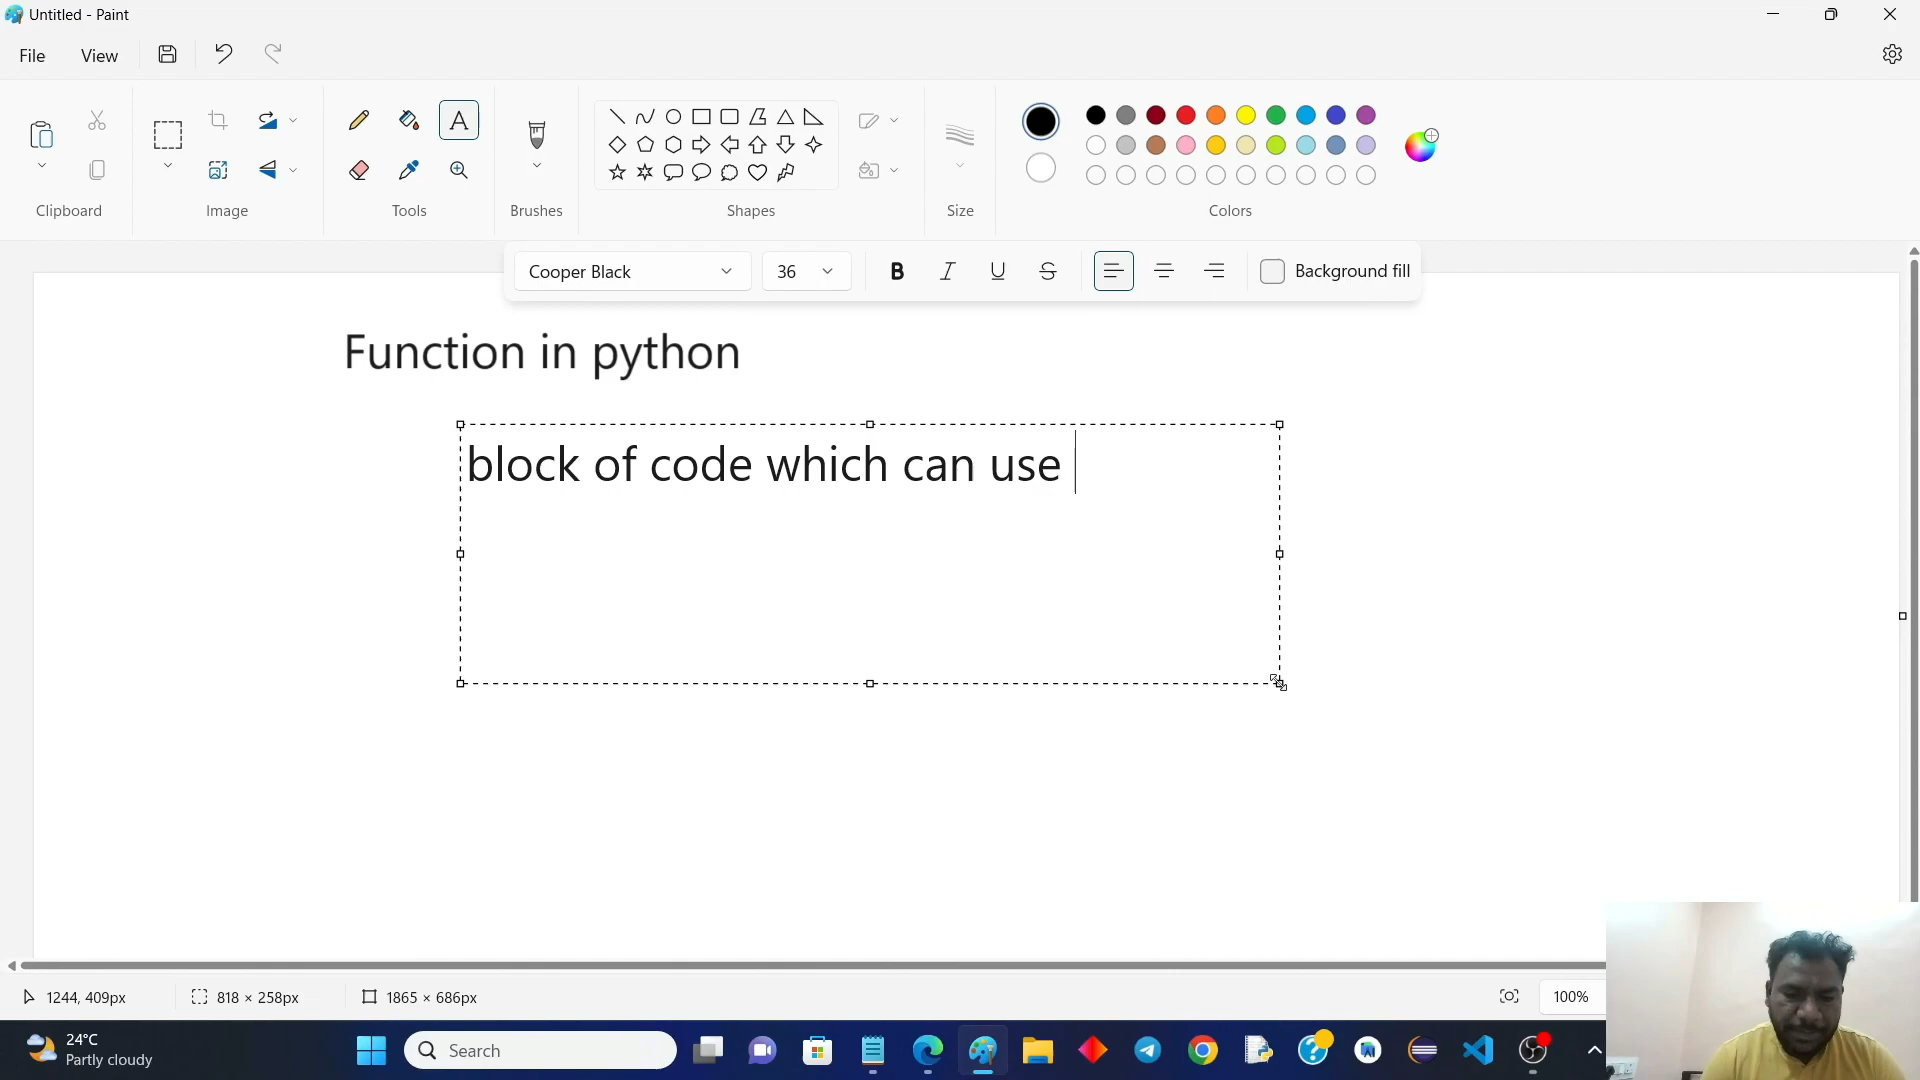 Untitled - Paint
File View
Clipboard Image Tools Brushes Shapes Size Colors
Cooper Black 36 B I U S Background fill
Function in python
block of code which can use
1244, 409px 818 × 258px 1865 × 686px 100%
24°C
Partly cloudy
Search